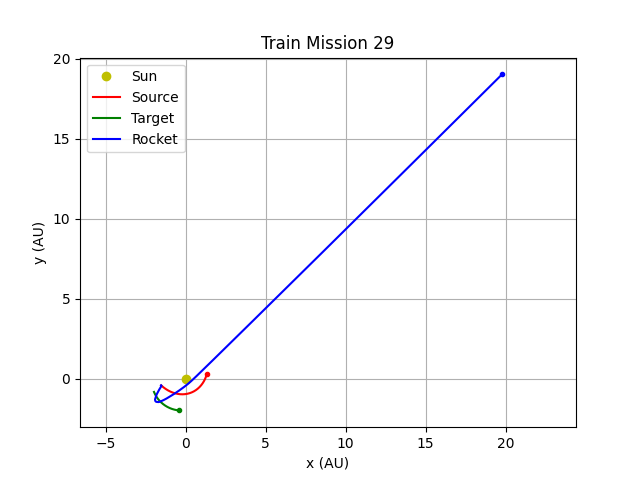 Train Mission 29
Sun
Source
Target
Rocket
20
15
10
5
0
y (AU)
−5 0 5 10 15 20
x (AU)